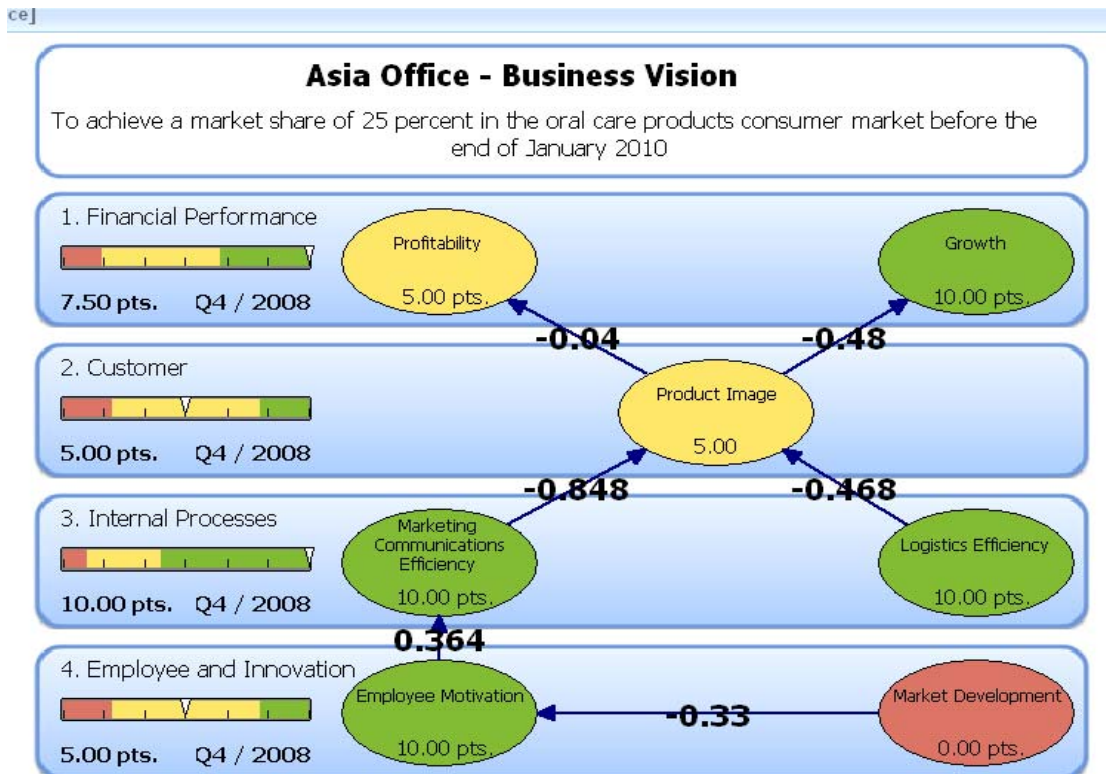 ce]
Asia Office - Business Vision
To achieve a market share of 25 percent in the oral care products consumer market before the
end of January 2010
1. Financial Performance
7.50 pts. Q4 / 2008
Profitability
5.00 pts.
Growth
10.00 pts.
-0.04
-0.48
2. Customer
5.00 pts. Q4 / 2008
Product Image
5.00
-0.848
-0.468
3. Internal Processes
10.00 pts. Q4 / 2008
Marketing
Communications
Efficiency
10.00 pts.
Logistics Efficiency
10.00 pts.
0.364
4. Employee and Innovation
5.00 pts. Q4 / 2008
Employee Motivation
10.00 pts.
-0.33
Market Development
0.00 pts.